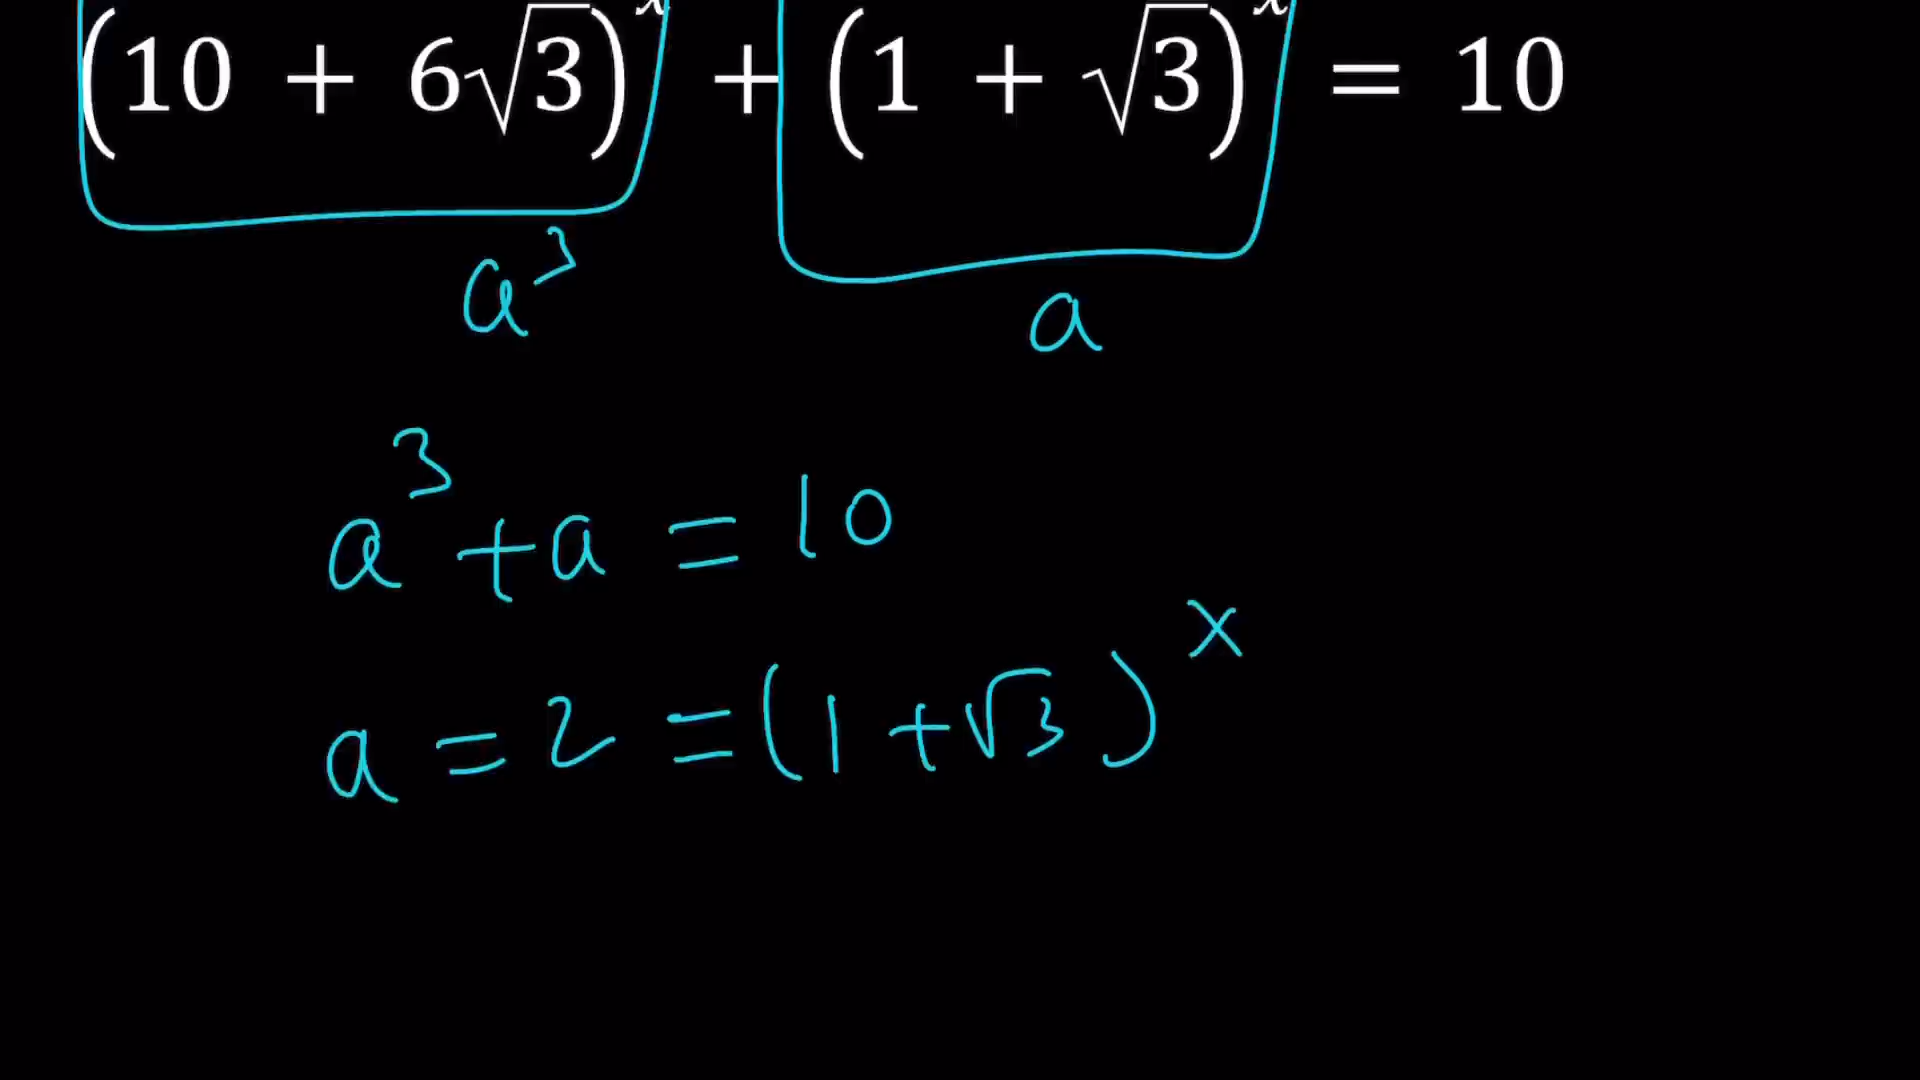 (10 + 6√3)^x + (1 + √3)^x = 10
a^3 a
a^3 + a = 10
a = 2 = (1 + √3)^x